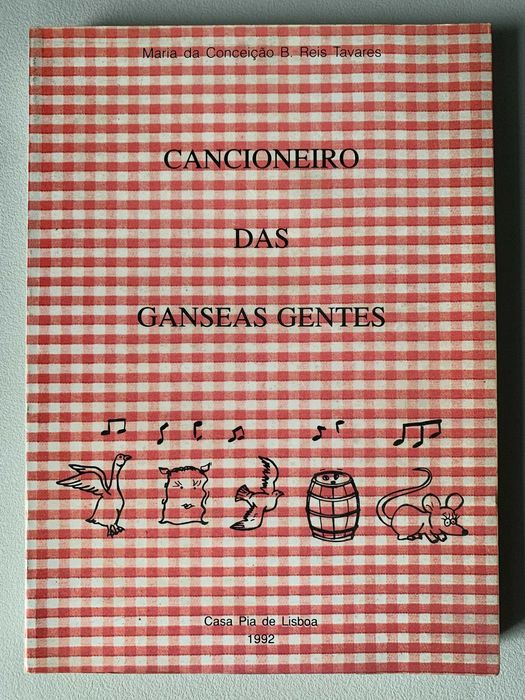 Maria da Conceição B. Reis Tavares
CANCIONEIRO
DAS
GANSEAS GENTES
Casa Pia de Lisboa
1992